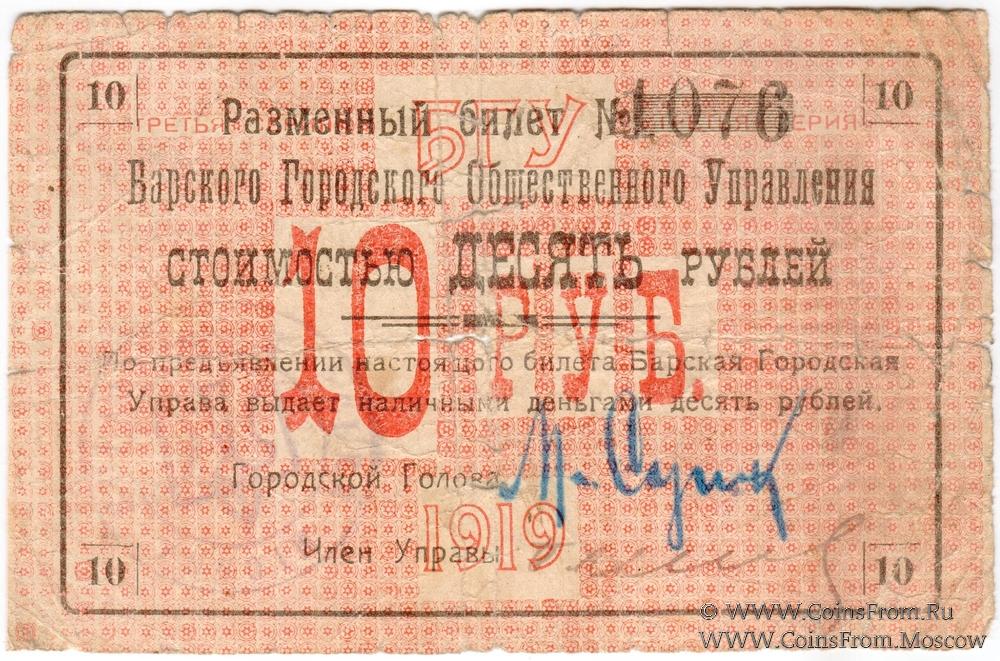 10 10
БГУ
Разменный билет № 1076
ТРЕТЬЯ СЕРИЯ
Барского Городского Общественного Управления
стоимостью ДЕСЯТЬ рублей
10 РУБ.
По предъявлении настоящего билета Барская Городская
Управа выдает наличными деньгами десять рублей.
Городской Голова
1919
Член Управы
10 10
© WWW.CoinsFrom.Ru
WWW.CoinsFrom.Moscow